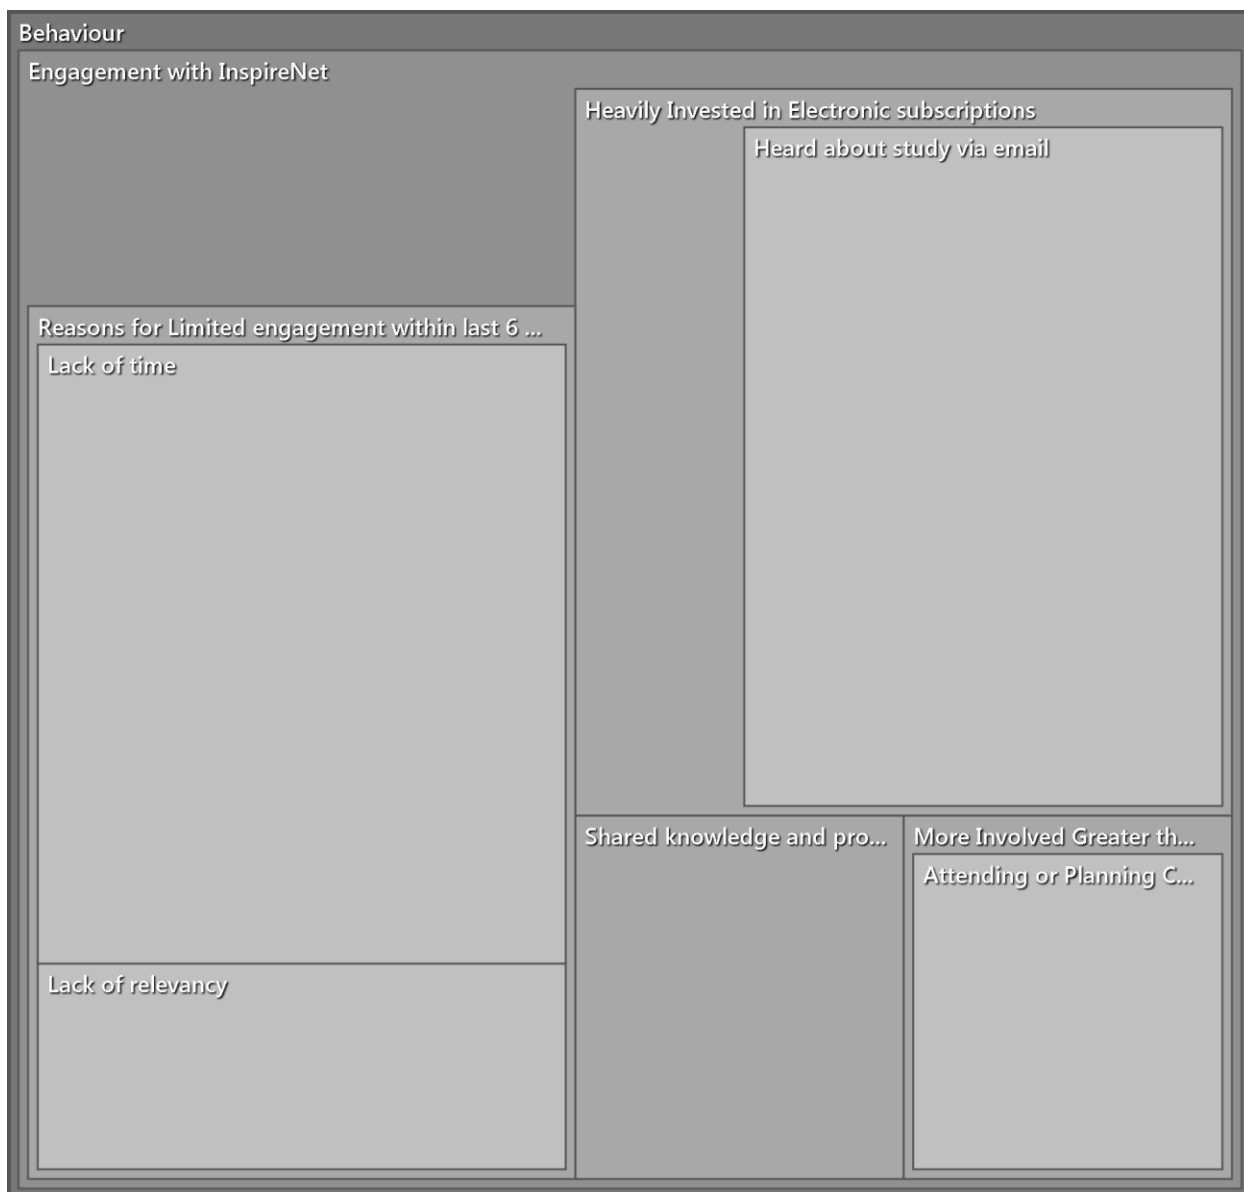 Behaviour
Engagement with InspireNet
Heavily Invested in Electronic subscriptions
Heard about study via email
Reasons for Limited engagement within last 6 ...
Lack of time
Lack of relevancy
Shared knowledge and pro...
More Involved Greater th...
Attending or Planning C...